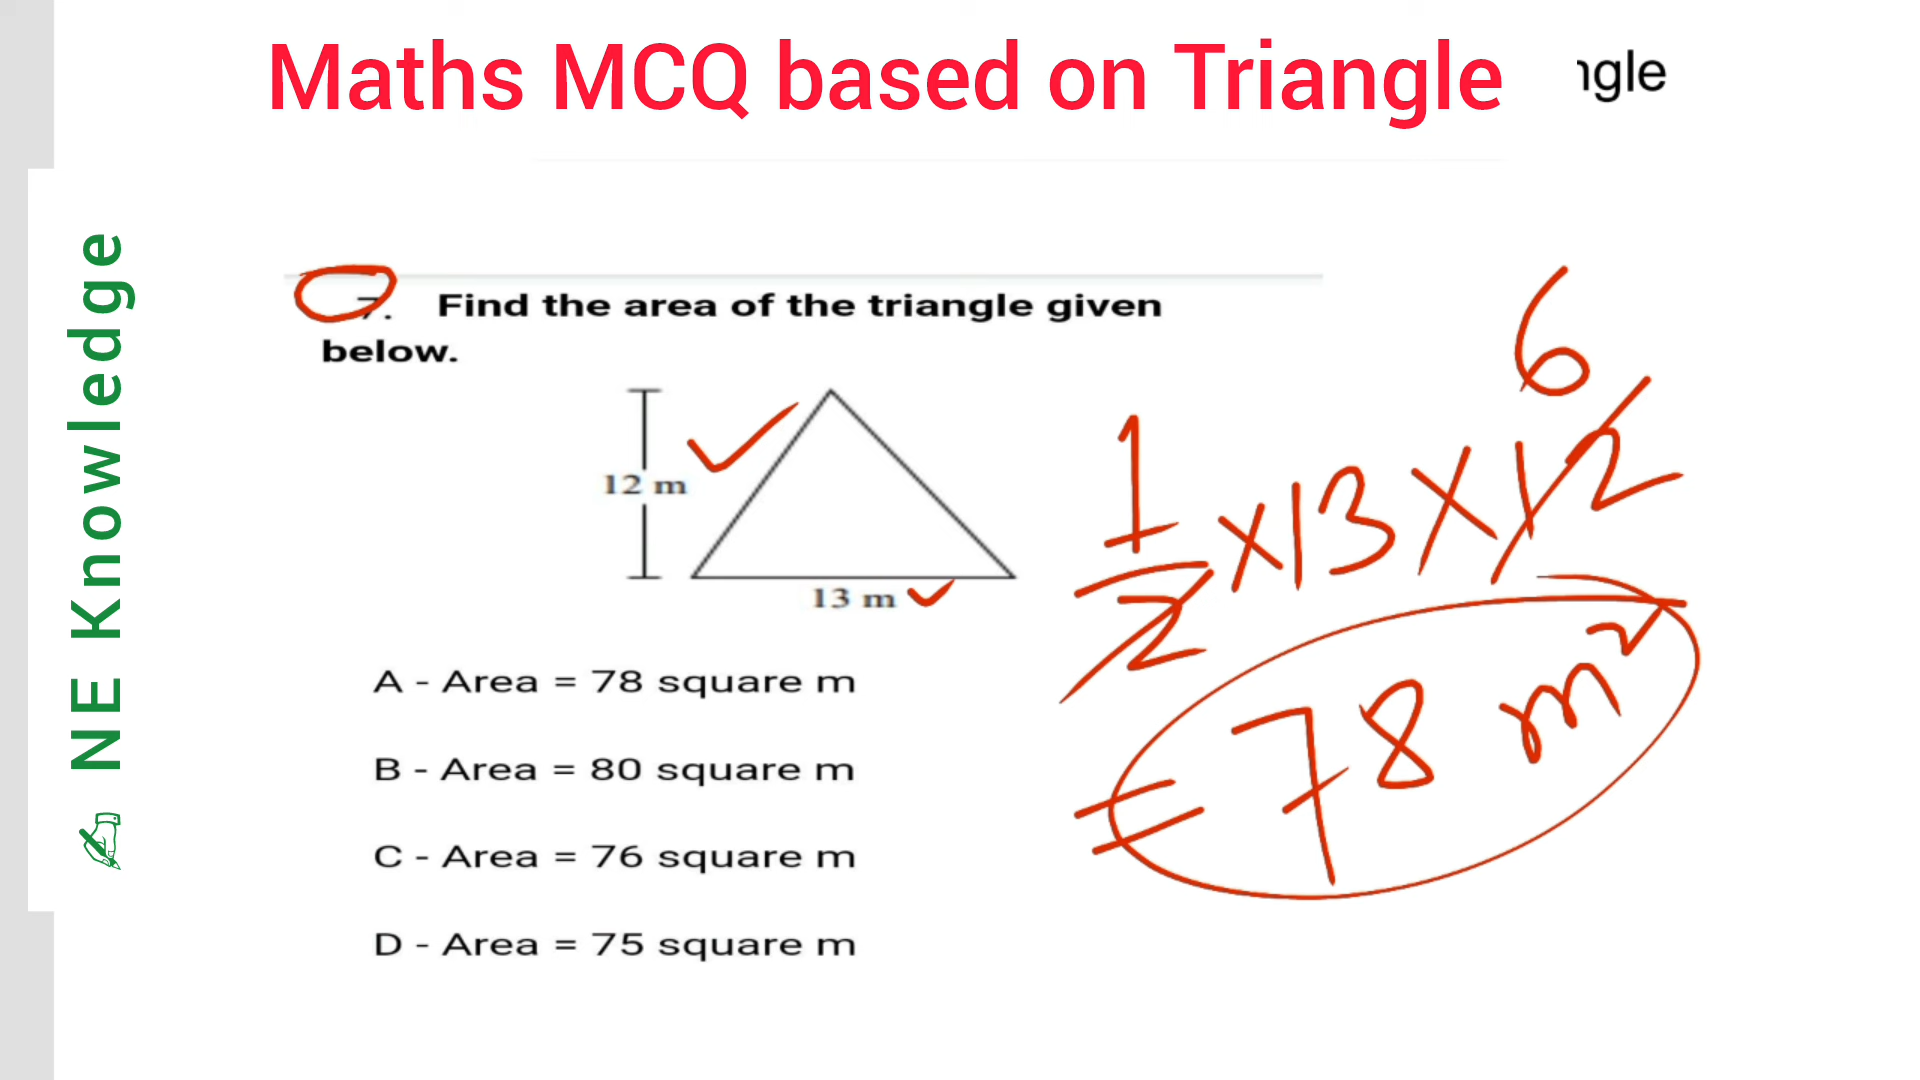 Maths MCQ based on Triangle
ngle
✍ NE Knowledge
7. Find the area of the triangle given
below.
12 m
13 m
A - Area = 78 square m
B - Area = 80 square m
C - Area = 76 square m
D - Area = 75 square m
6
1/2 ×13×12
= 78 m²